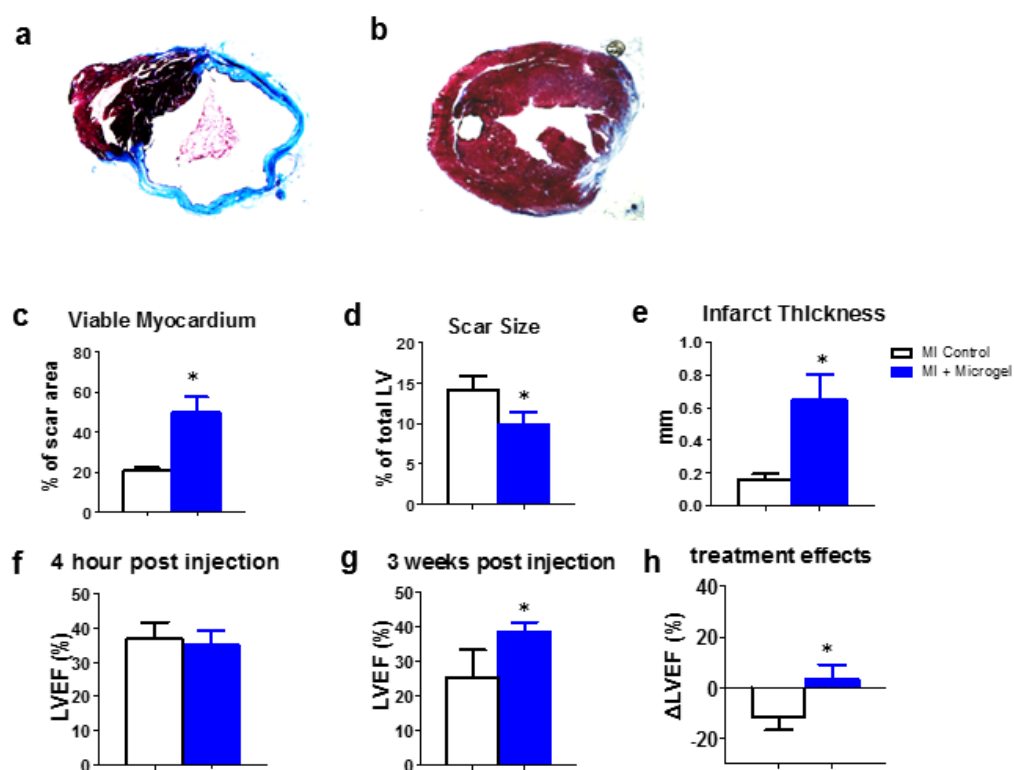 a
b
c Viable Myocardium
% of scar area
80
60
40
20
0
*
d Scar Size
% of total LV
20
15
10
5
0
*
e Infarct Thickness
mm
1.0
0.8
0.6
0.4
0.2
0.0
*
MI Control
MI + Microgel
f 4 hour post injection
LVEF (%)
50
40
30
20
10
0
g 3 weeks post injection
LVEF (%)
50
40
30
20
10
0
*
h treatment effects
ΔLVEF (%)
40
20
0
-20
*